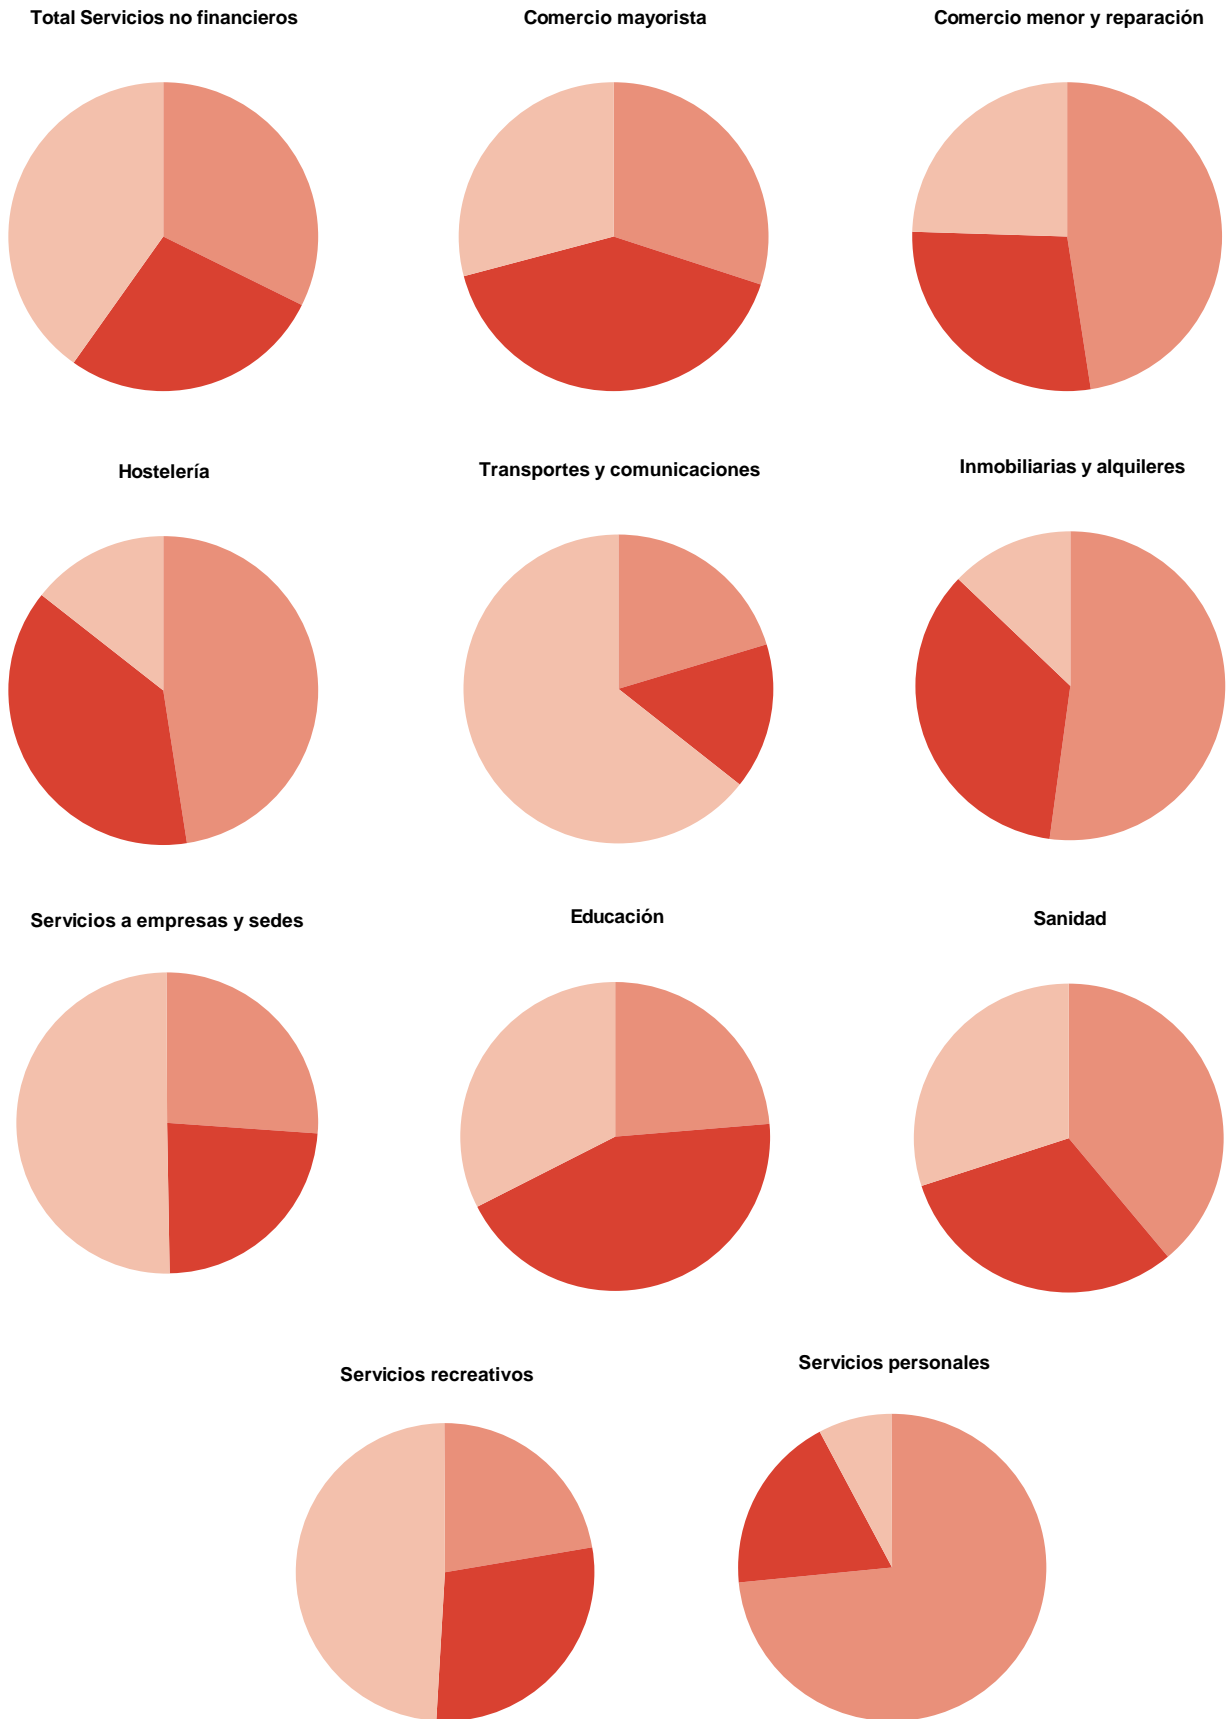 Total Servicios no financieros
Comercio mayorista
Comercio menor y reparación
Hostelería
Transportes y comunicaciones
Inmobiliarias y alquileres
Servicios a empresas y sedes
Educación
Sanidad
Servicios recreativos
Servicios personales